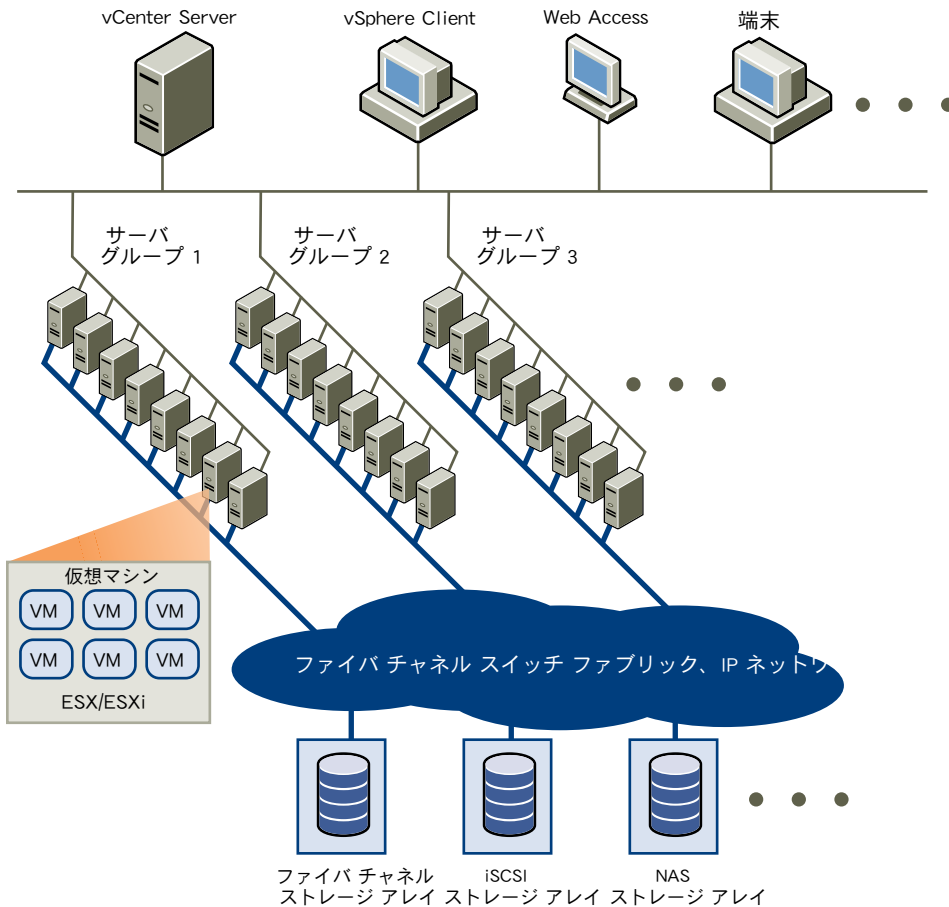 vCenter Server
vSphere Client
Web Access
端末
サーバ
グループ 1
サーバ
グループ 2
サーバ
グループ 3
仮想マシン
VM
VM
VM
VM
VM
VM
ESX/ESXi
ファイバ チャネル スイッチ ファブリック、IP ネットワ
ファイバ チャネル
ストレージ アレイ
iSCSI
ストレージ アレイ
NAS
ストレージ アレイ